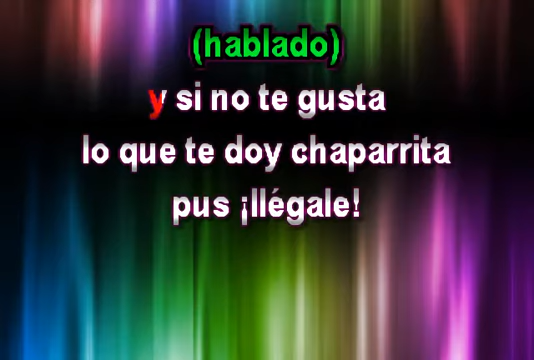 (hablado)
y si no te gusta
lo que te doy chaparrita
pus ¡llégale!